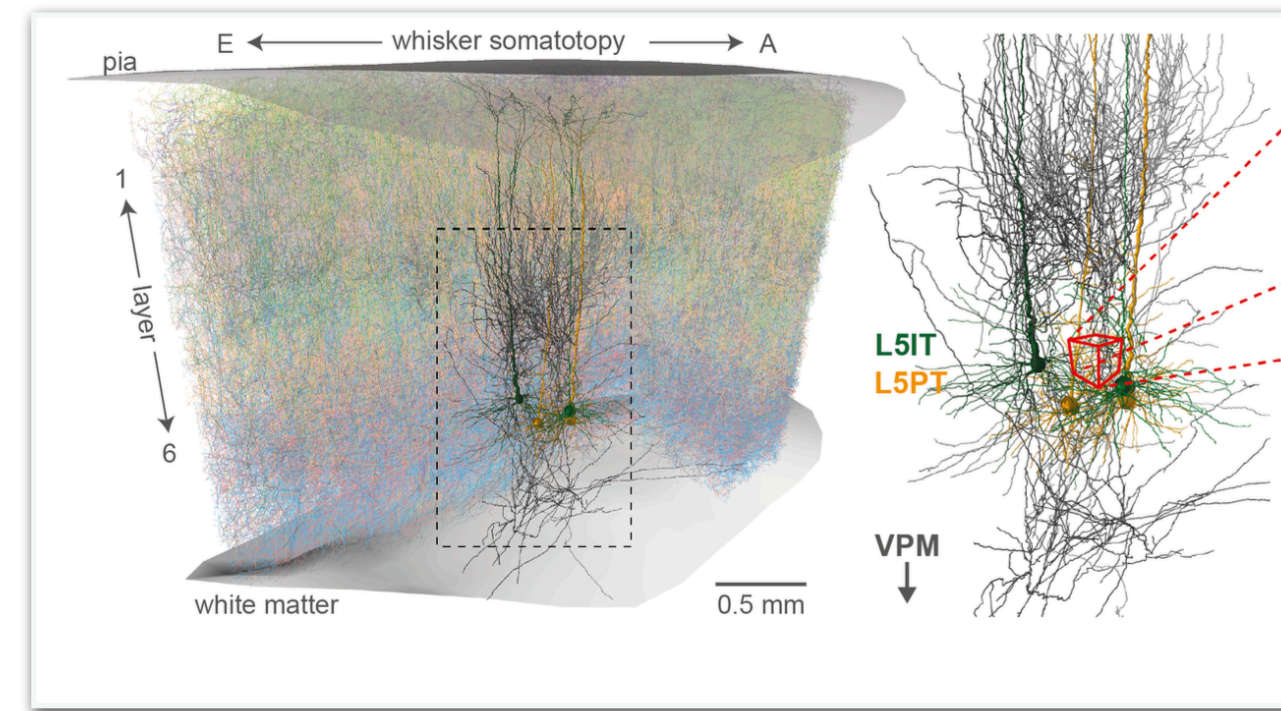 E whisker somatotopy A
pia
1
layer
6
white matter
0.5 mm
L5IT
L5PT
VPM